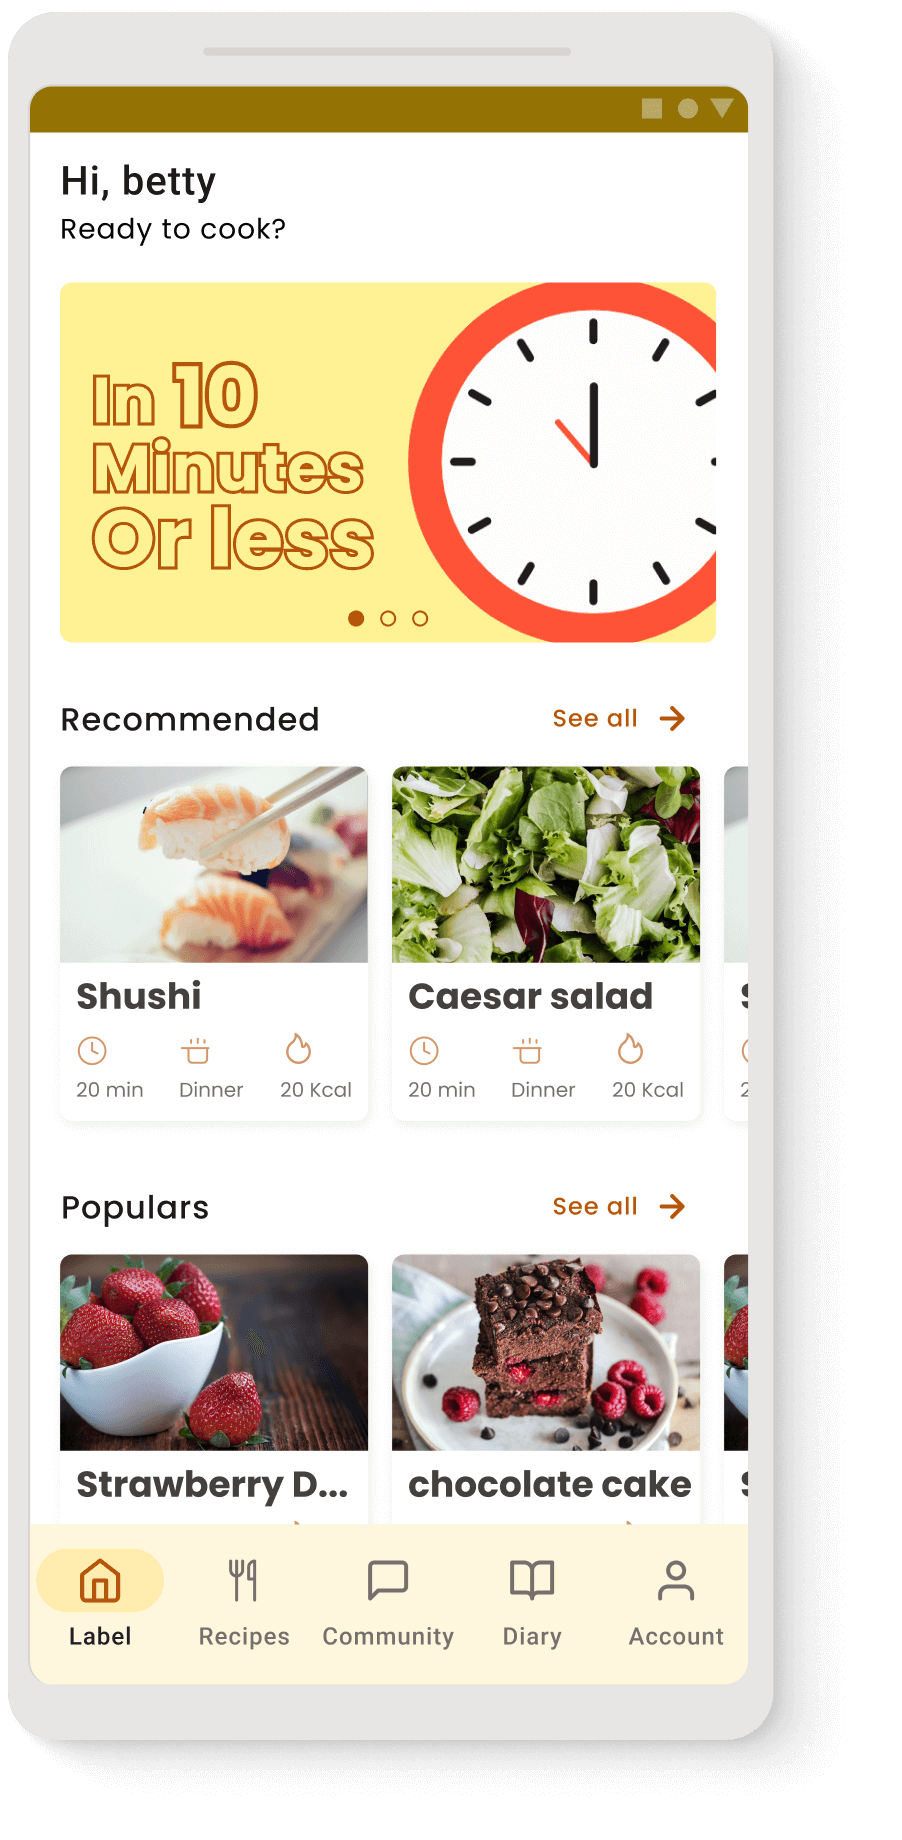 Hi, betty
Ready to cook?
In 10
Minutes
Or less
Recommended
See all
Shushi
Caesar salad
20 min
Dinner
20 Kcal
20 min
Dinner
20 Kcal
Populars
See all
Strawberry D...
chocolate cake
Label
Recipes
Community
Diary
Account